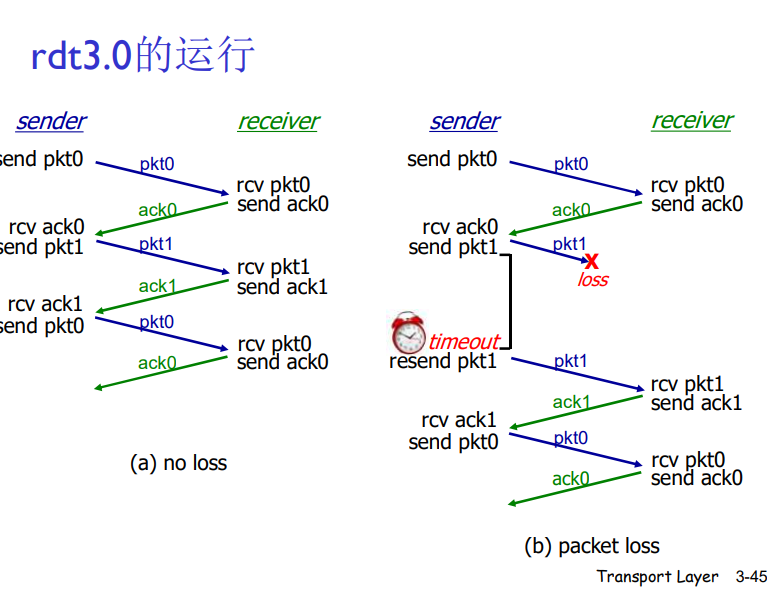 rdt3.0的运行
sender
receiver
send pkt0
pkt0
rcv pkt0
send ack0
ack0
rcv ack0
send pkt1
pkt1
rcv pkt1
send ack1
ack1
rcv ack1
send pkt0
pkt0
rcv pkt0
send ack0
ack0
(a) no loss
sender
receiver
send pkt0
pkt0
rcv pkt0
send ack0
ack0
rcv ack0
send pkt1
pkt1
X
loss
timeout
resend pkt1
pkt1
rcv pkt1
send ack1
ack1
rcv ack1
send pkt0
pkt0
rcv pkt0
send ack0
ack0
(b) packet loss
Transport Layer 3-45